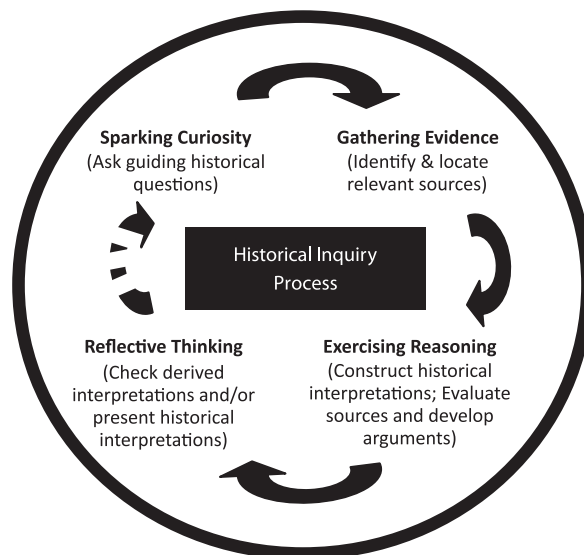 Sparking Curiosity
(Ask guiding historical
questions)
Gathering Evidence
(Identify & locate
relevant sources)
Historical Inquiry
Process
Reflective Thinking
(Check derived
interpretations and/or
present historical
interpretations)
Exercising Reasoning
(Construct historical
interpretations; Evaluate
sources and develop
arguments)